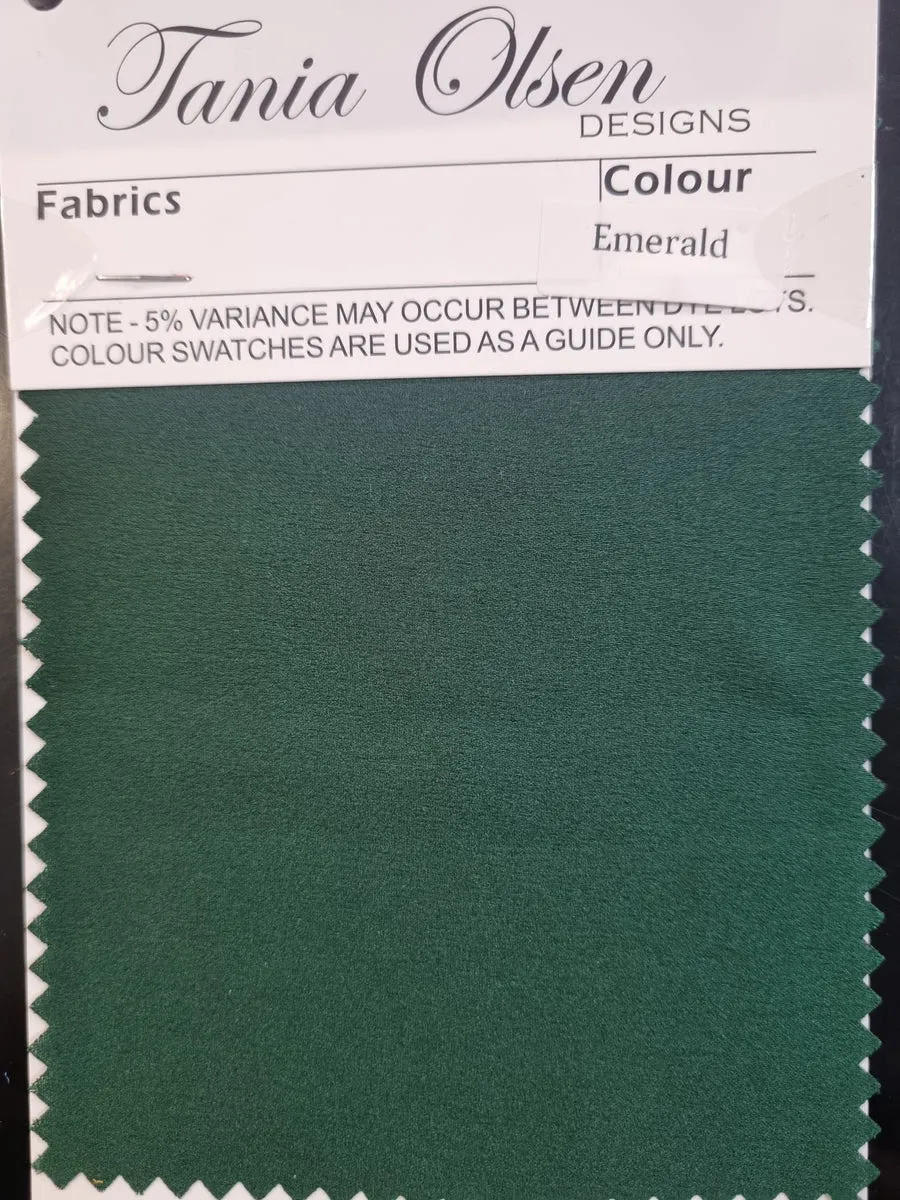 Tania Olsen
DESIGNS
Fabrics
Colour
Emerald
NOTE - 5% VARIANCE MAY OCCUR BETWEEN
COLOUR SWATCHES ARE USED AS A GUIDE ONLY.